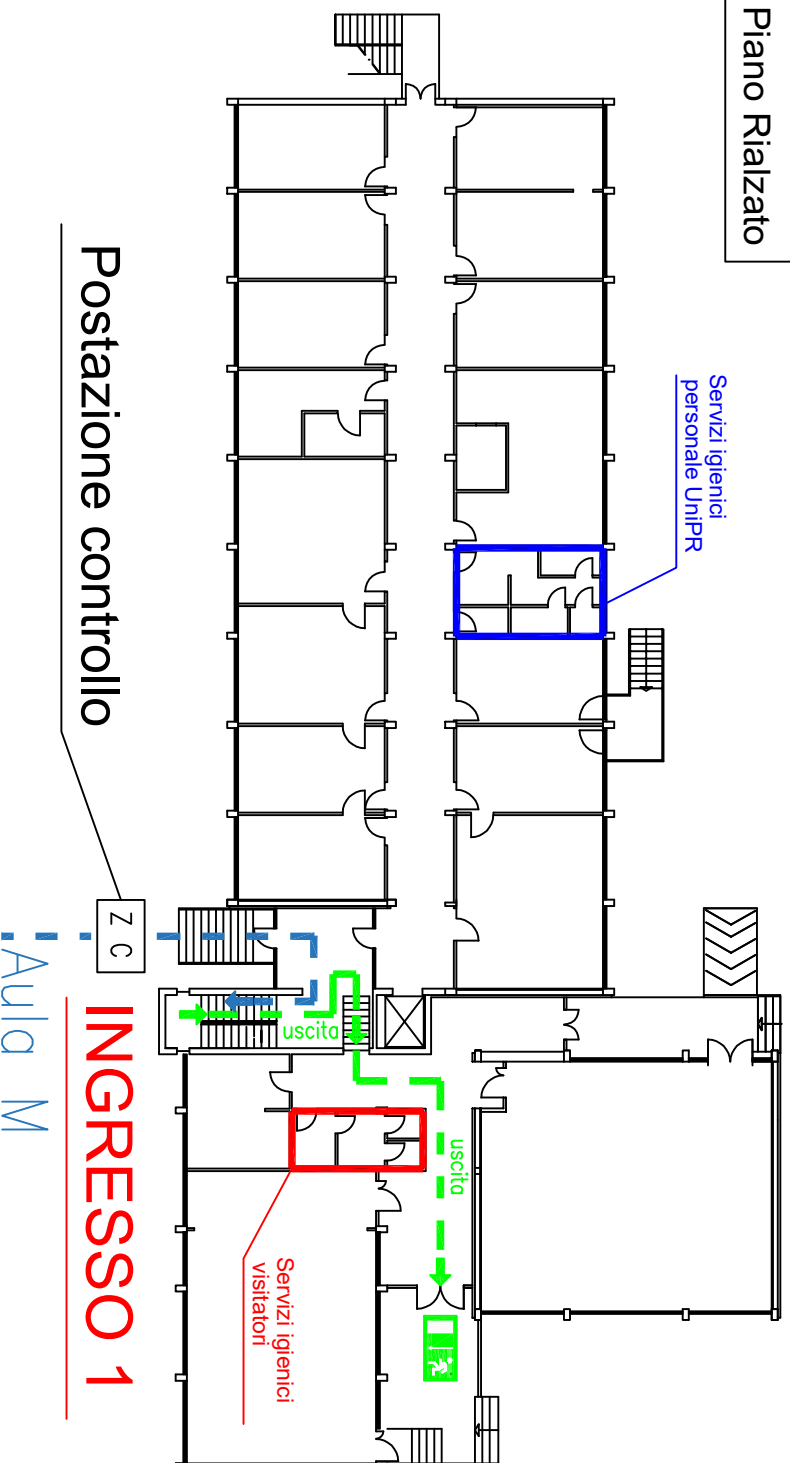 Piano Rialzato
Servizi igienici
personale UniPR
Postazione controllo
Z C
INGRESSO 1
Aula M
uscita
uscita
Servizi igienici
visitatori